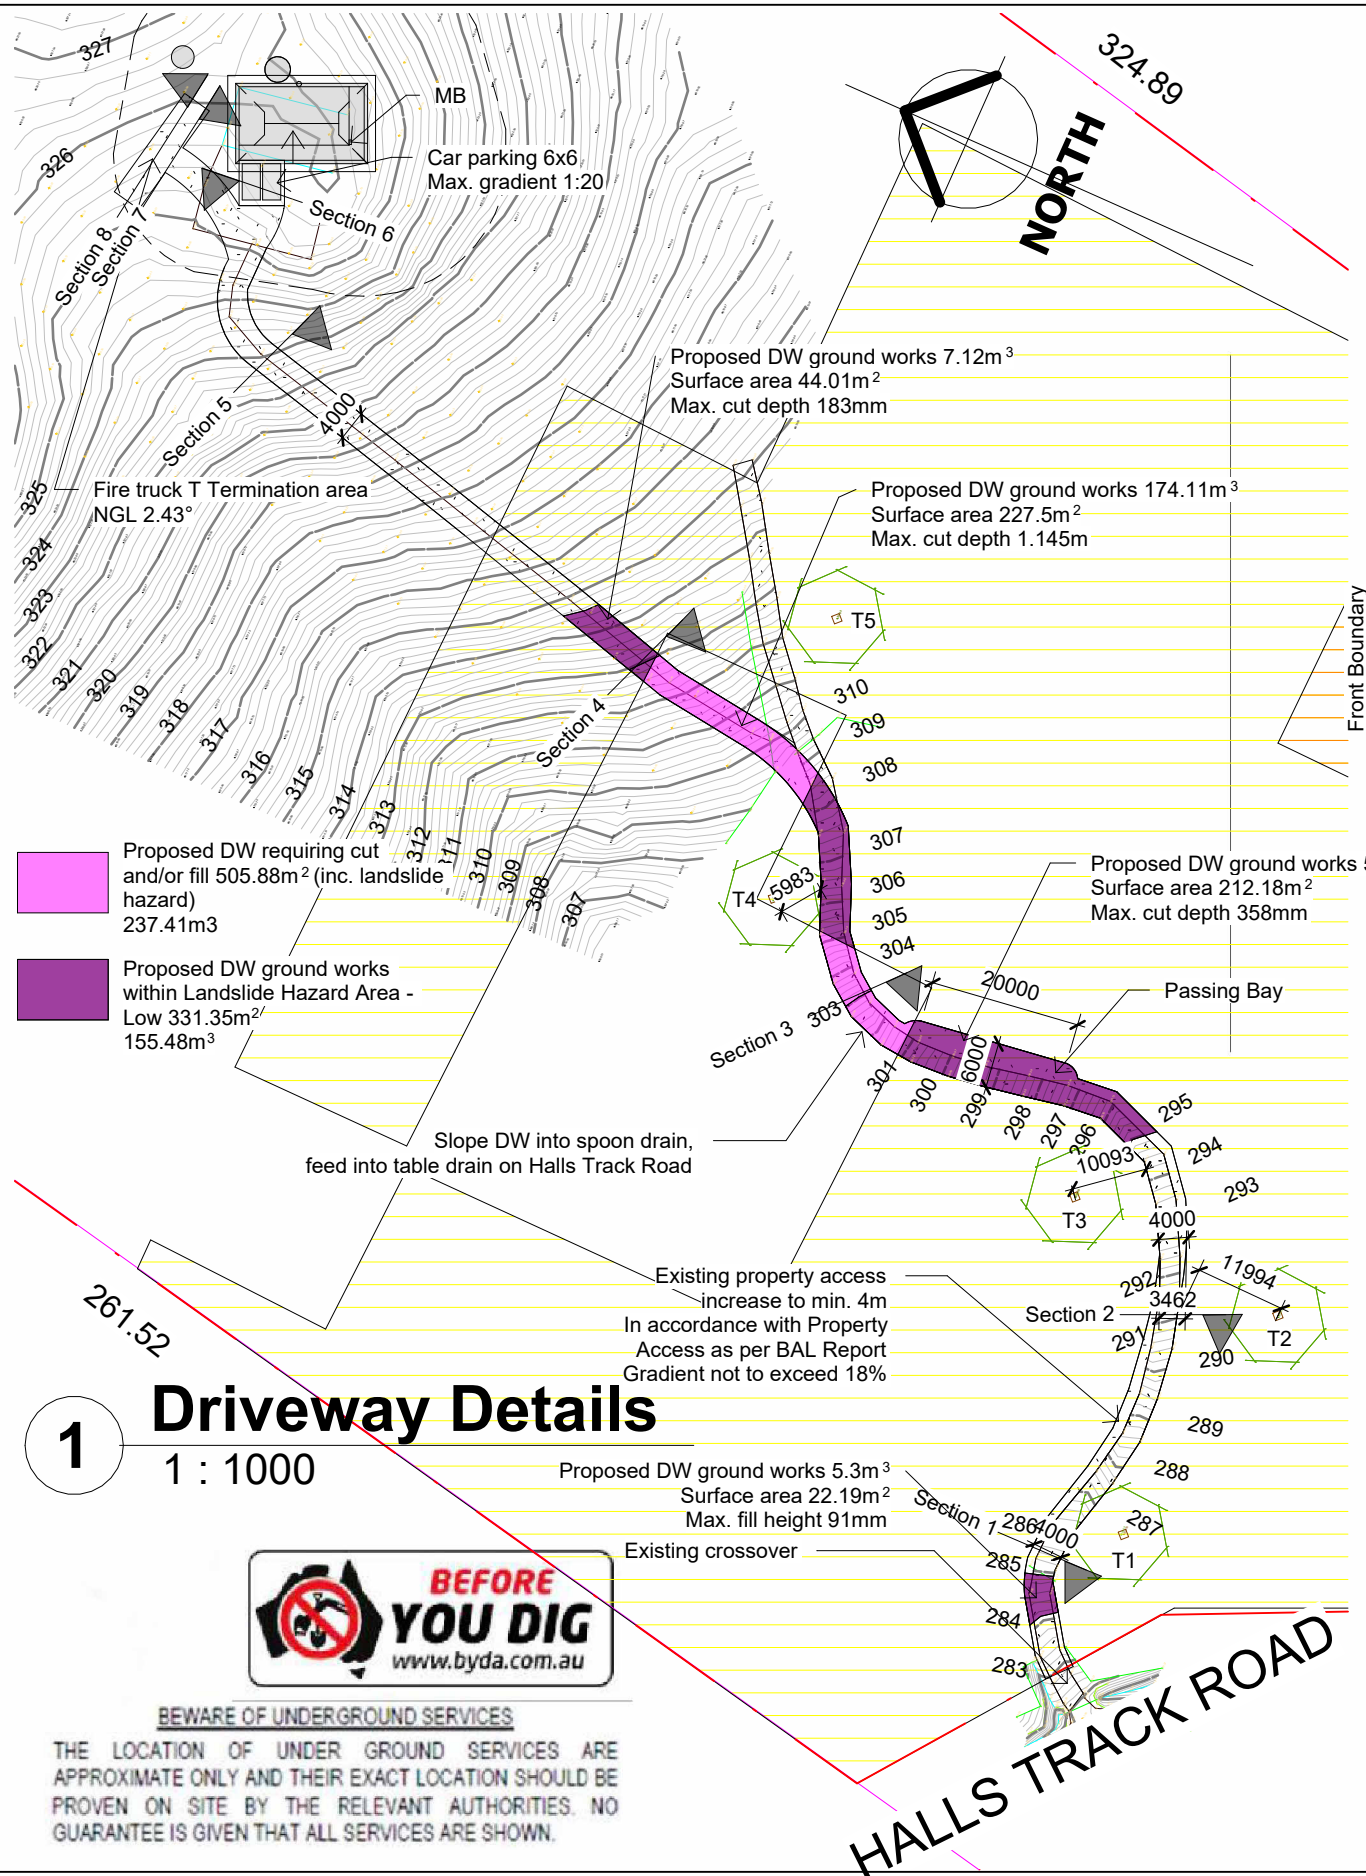 327
324.89
MB
326
Car parking 6x6
Max. gradient 1:20
NORTH
Section 6
Section 8
Section 7
Proposed DW ground works 7.12m³
Surface area 44.01m²
Max. cut depth 183mm
4000
Section 5
Fire truck T Termination area
NGL 2.43°
Proposed DW ground works 174.11m³
Surface area 227.5m²
Max. cut depth 1.145m
325
324
323
322
321
320
319
318
317
316
315
314
313
312
310
309
308
307
T5
Front Boundary
Section 4
310
309
308
307
306
305
304
Proposed DW requiring cut
and/or fill 505.88m² (inc. landslide
hazard)
237.41m3
T4
5983
Proposed DW ground works
Surface area 212.18m²
Max. cut depth 358mm
Proposed DW ground works
within Landslide Hazard Area -
Low 331.35m²
155.48m³
20000
Passing Bay
Section 3
303
6000
301
300
299
298
297
296
295
294
293
Slope DW into spoon drain,
feed into table drain on Halls Track Road
10093
T3
4000
261.52
Existing property access
increase to min. 4m
In accordance with Property
Access as per BAL Report
Gradient not to exceed 18%
292
11994
3462
Section 2
291
290
T2
289
288
1
Driveway Details
1 : 1000
Proposed DW ground works 5.3m³
Surface area 22.19m²
Max. fill height 91mm
Section 1
286
4000
287
T1
Existing crossover
285
284
283
HALLS TRACK ROAD
BEFORE
YOU DIG
www.byda.com.au
BEWARE OF UNDERGROUND SERVICES
THE LOCATION OF UNDER GROUND SERVICES ARE
APPROXIMATE ONLY AND THEIR EXACT LOCATION SHOULD BE
PROVEN ON SITE BY THE RELEVANT AUTHORITIES. NO
GUARANTEE IS GIVEN THAT ALL SERVICES ARE SHOWN.